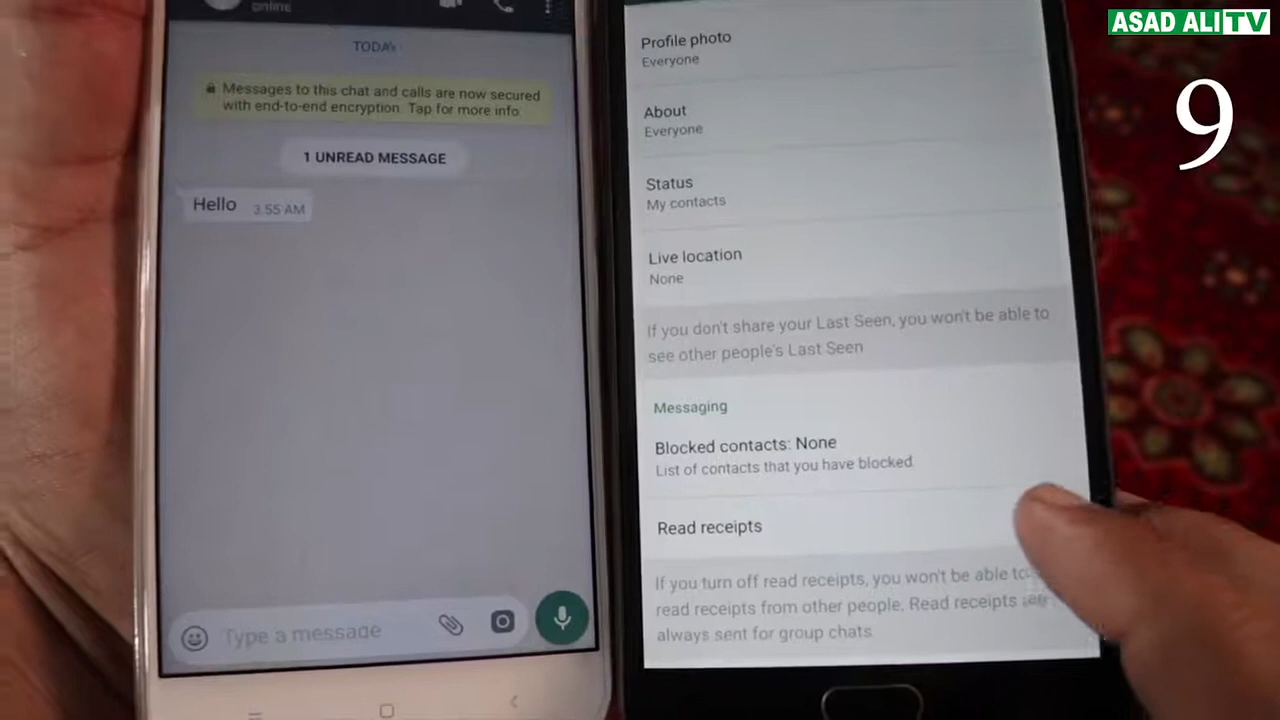 ASAD ALITV
9
online
TODAY
Messages to this chat and calls are now secured
with end-to-end encryption. Tap for more info.
1 UNREAD MESSAGE
Hello 3:55 AM
Type a message
Profile photo
Everyone
About
Everyone
Status
My contacts
Live location
None
If you don't share your Last Seen, you won't be able to
see other people's Last Seen
Messaging
Blocked contacts: None
List of contacts that you have blocked
Read receipts
If you turn off read receipts, you won't be able to
read receipts from other people. Read receipts
always sent for group chats